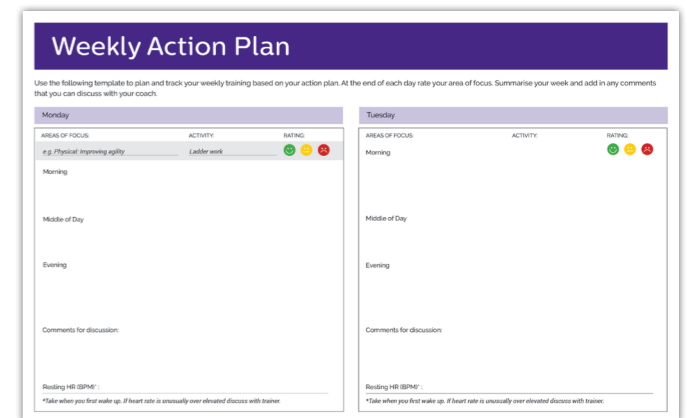 Weekly Action Plan
Use the following template to plan and track your weekly training based on your action plan. At the end of each day rate your area of focus. Summarise your week and add in any comments
that you can discuss with your coach.
Monday
AREAS OF FOCUS: ACTIVITY: RATING:
e.g. Physical: Improving agility Ladder work
Morning
Middle of Day
Evening
Comments for discussion:
Resting HR (BPM)* :
*Take when you first wake up. If heart rate is unusually over elevated discuss with trainer.
Tuesday
AREAS OF FOCUS: ACTIVITY: RATING:
Morning
Middle of Day
Evening
Comments for discussion:
Resting HR (BPM)* :
*Take when you first wake up. If heart rate is unusually over elevated discuss with trainer.